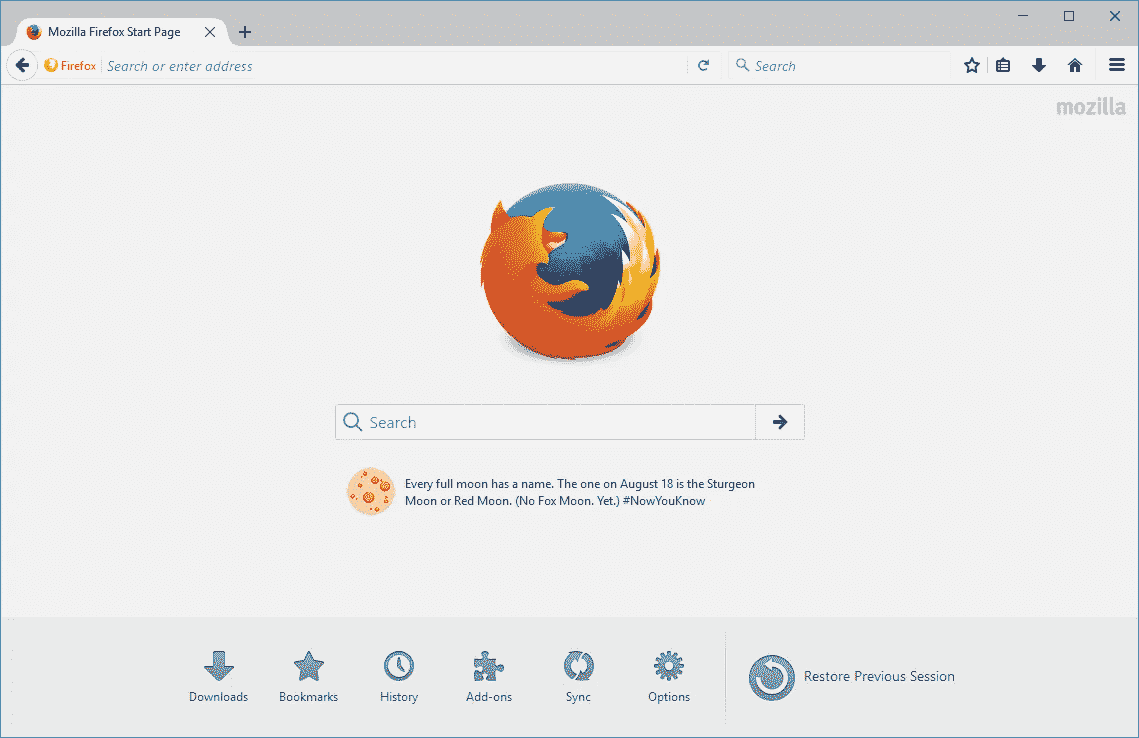 Mozilla Firefox Start Page
Firefox Search or enter address
Search
mozilla
Search
Every full moon has a name. The one on August 18 is the Sturgeon
Moon or Red Moon. (No Fox Moon. Yet.) #NowYouKnow
Downloads
Bookmarks
History
Add-ons
Sync
Options
Restore Previous Session